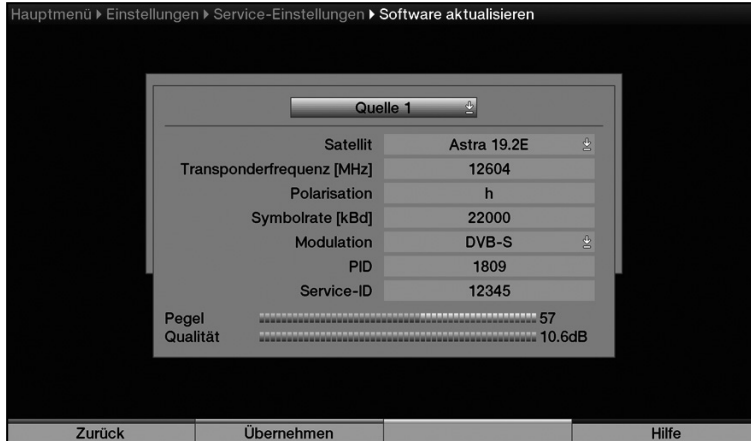 Hauptmenü ▸ Einstellungen ▸ Service-Einstellungen ▸ Software aktualisieren
Quelle 1
Satellit Astra 19.2E
Transponderfrequenz [MHz] 12604
Polarisation h
Symbolrate [kBd] 22000
Modulation DVB-S
PID 1809
Service-ID 12345
Pegel 57
Qualität 10.6dB
Zurück Übernehmen Hilfe